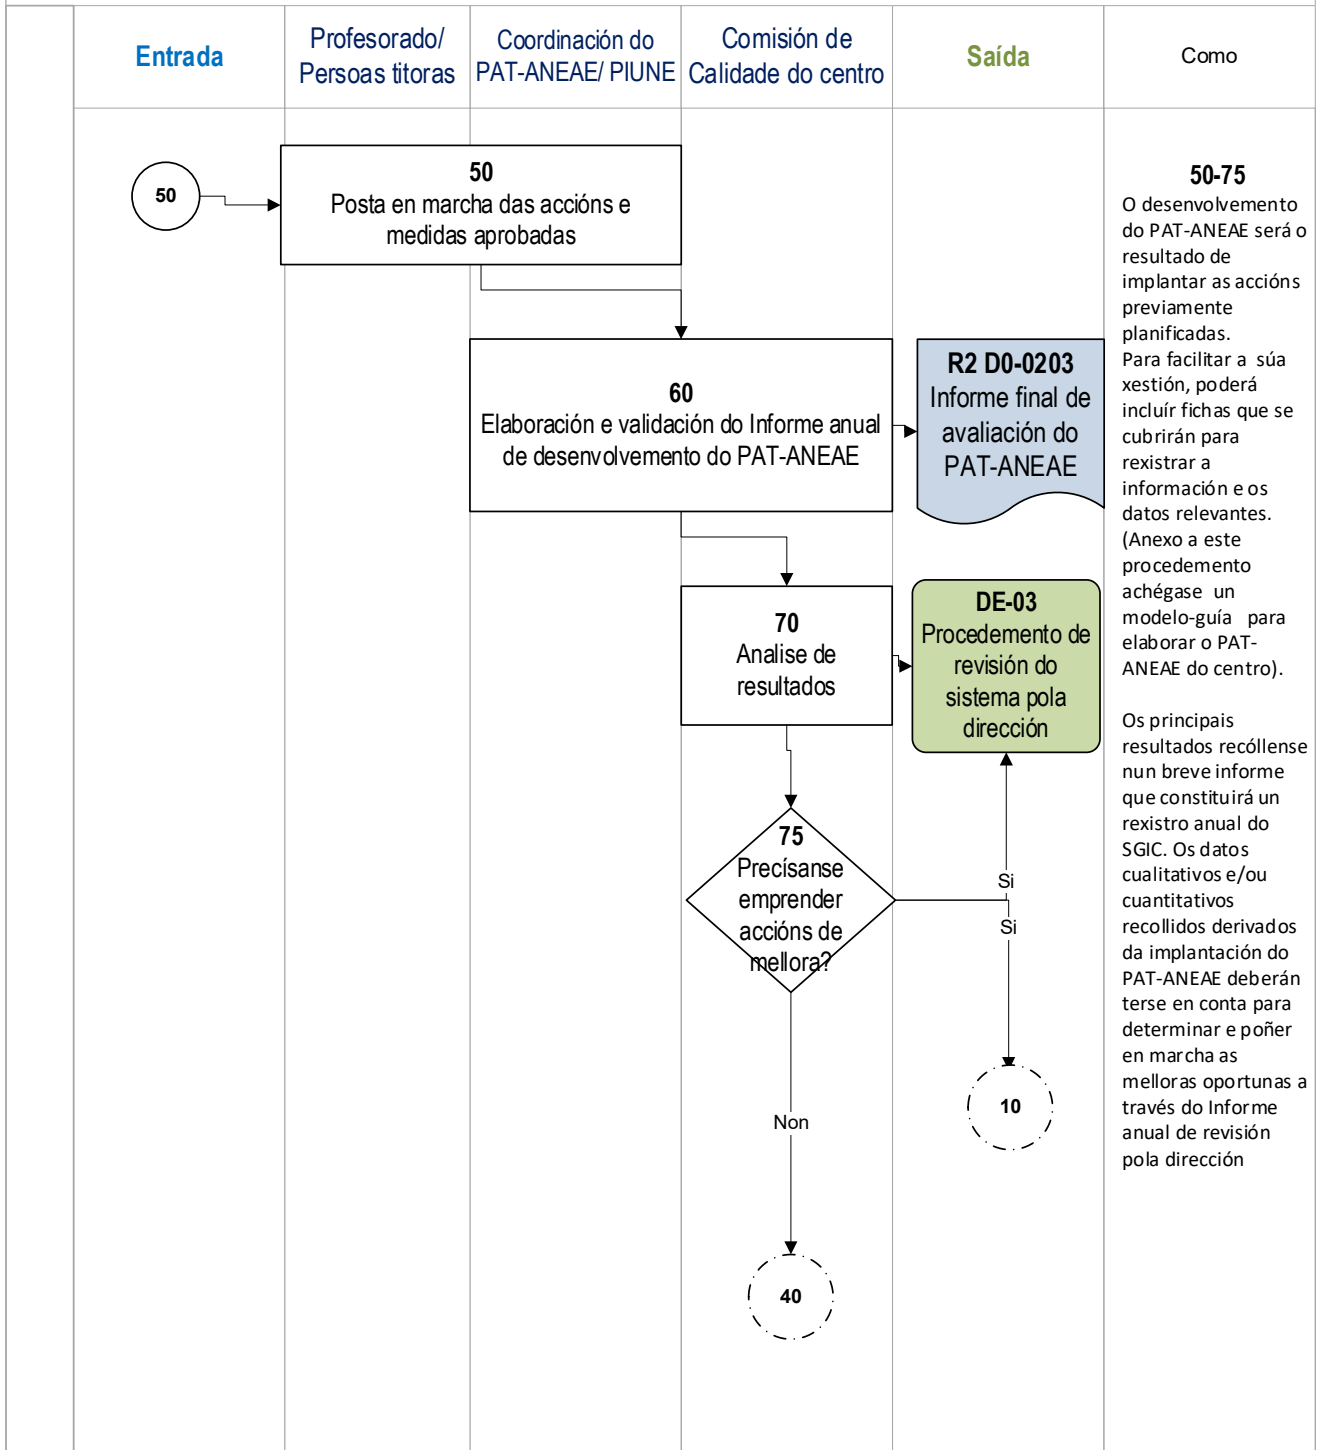 Entrada
Profesorado/
Persoas titoras
Coordinación do
PAT-ANEAE/ PIUNE
Comisión de
Calidade do centro
Saída
Como
50
50
Posta en marcha das accións e
medidas aprobadas
60
Elaboración e validación do Informe anual
de desenvolvemento do PAT-ANEAE
R2 D0-0203
Informe final de
avaliación do
PAT-ANEAE
70
Analise de
resultados
DE-03
Procedemento de
revisión do
sistema pola
dirección
75
Precísanse
emprender
accións de
mellora?
Si
Si
10
Non
40
50-75
O desenvolvemento
do PAT-ANEAE será o
resultado de
implantar as accións
previamente
planificadas.
Para facilitar a súa
xestión, poderá
incluír fichas que se
cubrirán para
rexistrar a
información e os
datos relevantes.
(Anexo a este
procedemento
achégase un
modelo-guía para
elaborar o PAT-
ANEAE do centro).
Os principais
resultados recóllense
nun breve informe
que constituirá un
rexistro anual do
SGIC. Os datos
cualitativos e/ou
cuantitativos
recollidos derivados
da implantación do
PAT-ANEAE deberán
terse en conta para
determinar e poñer
en marcha as
melloras oportunas a
través do Informe
anual de revisión
pola dirección